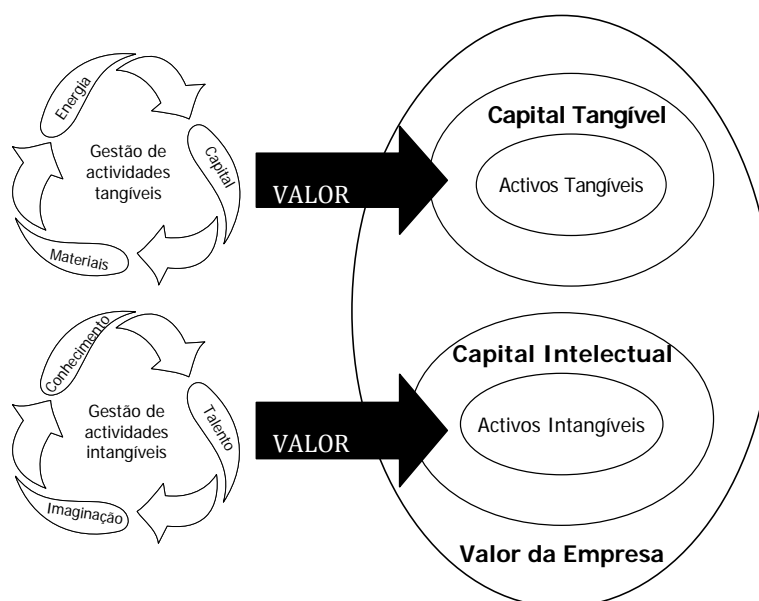 Energia
Capital
Materiais
Gestão de
actividades
tangíveis
VALOR
Capital Tangível
Activos Tangíveis
Conhecimento
Talento
Imaginação
Gestão de
actividades
intangíveis
VALOR
Capital Intelectual
Activos Intangíveis
Valor da Empresa